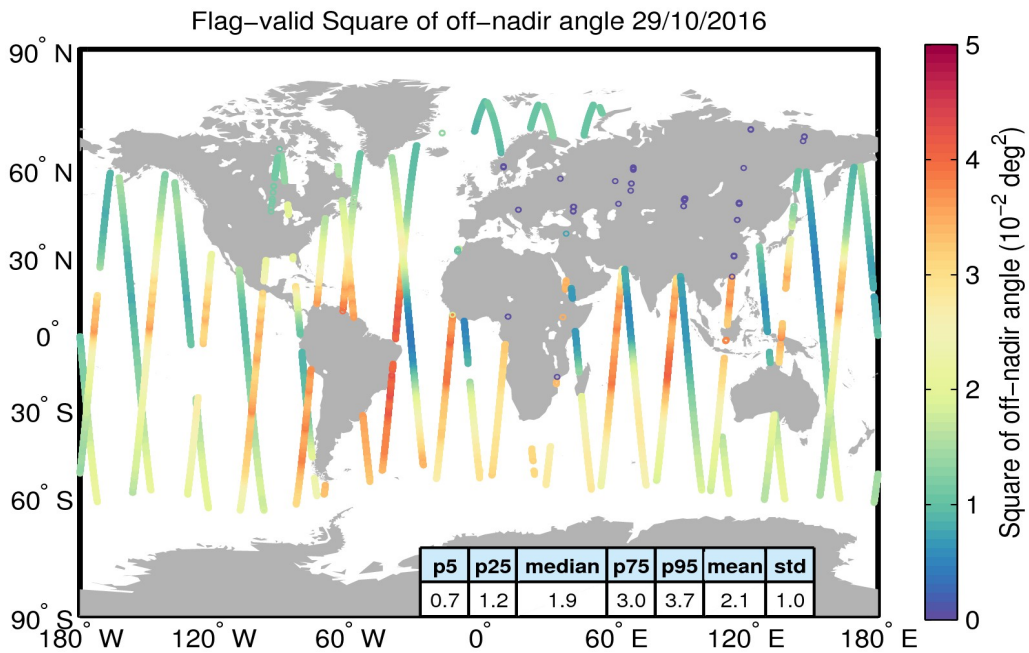 Flag−valid Square of off−nadir angle 29/10/2016
90° N
60° N
30° N
0°
30° S
60° S
90° S
180° W
120° W
60° W
0°
60° E
120° E
180° E
p5 p25 median p75 p95 mean std
0.7 1.2 1.9 3.0 3.7 2.1 1.0
5
4
3
2
1
0
Square of off−nadir angle (10⁻² deg²)